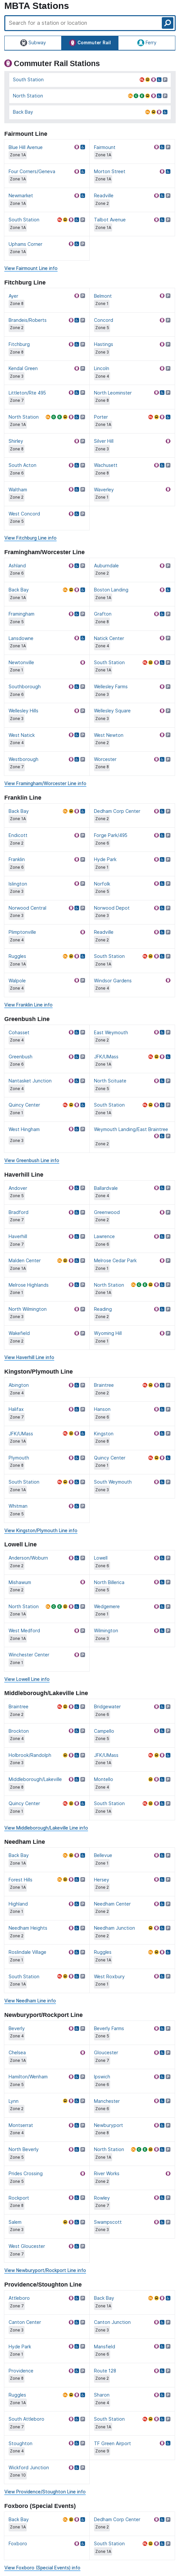 MBTA Stations
Search for a station or location
Subway
Commuter Rail
Ferry
Commuter Rail Stations
South Station
North Station
Back Bay
Fairmount Line
Blue Hill Avenue
Zone 1A
Fairmount
Zone 1A
Four Corners/Geneva
Zone 1A
Morton Street
Zone 1A
Newmarket
Zone 1A
Readville
Zone 2
South Station
Zone 1A
Talbot Avenue
Zone 1A
Uphams Corner
Zone 1A
View Fairmount Line info
Fitchburg Line
Ayer
Zone 8
Belmont
Zone 1
Brandeis/Roberts
Zone 2
Concord
Zone 5
Fitchburg
Zone 8
Hastings
Zone 3
Kendal Green
Zone 3
Lincoln
Zone 4
Littleton/Rte 495
Zone 7
North Leominster
Zone 8
North Station
Zone 1A
Porter
Zone 1A
Shirley
Zone 8
Silver Hill
Zone 3
South Acton
Zone 6
Wachusett
Zone 8
Waltham
Zone 2
Waverley
Zone 1
West Concord
Zone 5
View Fitchburg Line info
Framingham/Worcester Line
Ashland
Zone 6
Auburndale
Zone 2
Back Bay
Zone 1A
Boston Landing
Zone 1A
Framingham
Zone 5
Grafton
Zone 8
Lansdowne
Zone 1A
Natick Center
Zone 4
Newtonville
Zone 1
South Station
Zone 1A
Southborough
Zone 6
Wellesley Farms
Zone 3
Wellesley Hills
Zone 3
Wellesley Square
Zone 3
West Natick
Zone 4
West Newton
Zone 2
Westborough
Zone 7
Worcester
Zone 8
View Framingham/Worcester Line info
Franklin Line
Back Bay
Zone 1A
Dedham Corp Center
Zone 2
Endicott
Zone 2
Forge Park/495
Zone 6
Franklin
Zone 6
Hyde Park
Zone 1
Islington
Zone 3
Norfolk
Zone 5
Norwood Central
Zone 3
Norwood Depot
Zone 3
Plimptonville
Zone 4
Readville
Zone 2
Ruggles
Zone 1A
South Station
Zone 1A
Walpole
Zone 4
Windsor Gardens
Zone 4
View Franklin Line info
Greenbush Line
Cohasset
Zone 4
East Weymouth
Zone 2
Greenbush
Zone 6
JFK/UMass
Zone 1A
Nantasket Junction
Zone 4
North Scituate
Zone 5
Quincy Center
Zone 1
South Station
Zone 1A
West Hingham
Zone 3
Weymouth Landing/East Braintree
Zone 2
View Greenbush Line info
Haverhill Line
Andover
Zone 5
Ballardvale
Zone 4
Bradford
Zone 7
Greenwood
Zone 2
Haverhill
Zone 7
Lawrence
Zone 6
Malden Center
Zone 1A
Melrose Cedar Park
Zone 1
Melrose Highlands
Zone 1
North Station
Zone 1A
North Wilmington
Zone 3
Reading
Zone 2
Wakefield
Zone 2
Wyoming Hill
Zone 1
View Haverhill Line info
Kingston/Plymouth Line
Abington
Zone 4
Braintree
Zone 2
Halifax
Zone 7
Hanson
Zone 6
JFK/UMass
Zone 1A
Kingston
Zone 8
Plymouth
Zone 8
Quincy Center
Zone 1
South Station
Zone 1A
South Weymouth
Zone 3
Whitman
Zone 5
View Kingston/Plymouth Line info
Lowell Line
Anderson/Woburn
Zone 2
Lowell
Zone 6
Mishawum
Zone 2
North Billerica
Zone 5
North Station
Zone 1A
Wedgemere
Zone 1
West Medford
Zone 1A
Wilmington
Zone 3
Winchester Center
Zone 1
View Lowell Line info
Middleborough/Lakeville Line
Braintree
Zone 2
Bridgewater
Zone 6
Brockton
Zone 4
Campello
Zone 5
Holbrook/Randolph
Zone 3
JFK/UMass
Zone 1A
Middleborough/Lakeville
Zone 8
Montello
Zone 4
Quincy Center
Zone 1
South Station
Zone 1A
View Middleborough/Lakeville Line info
Needham Line
Back Bay
Zone 1A
Bellevue
Zone 1
Forest Hills
Zone 1A
Hersey
Zone 2
Highland
Zone 1
Needham Center
Zone 2
Needham Heights
Zone 2
Needham Junction
Zone 2
Roslindale Village
Zone 1
Ruggles
Zone 1A
South Station
Zone 1A
West Roxbury
Zone 1
View Needham Line info
Newburyport/Rockport Line
Beverly
Zone 4
Beverly Farms
Zone 5
Chelsea
Zone 1A
Gloucester
Zone 7
Hamilton/Wenham
Zone 5
Ipswich
Zone 6
Lynn
Zone 2
Manchester
Zone 6
Montserrat
Zone 4
Newburyport
Zone 8
North Beverly
Zone 5
North Station
Zone 1A
Prides Crossing
Zone 5
River Works
Zone 2
Rockport
Zone 8
Rowley
Zone 7
Salem
Zone 3
Swampscott
Zone 3
West Gloucester
Zone 7
View Newburyport/Rockport Line info
Providence/Stoughton Line
Attleboro
Zone 7
Back Bay
Zone 1A
Canton Center
Zone 3
Canton Junction
Zone 3
Hyde Park
Zone 1
Mansfield
Zone 6
Providence
Zone 8
Route 128
Zone 2
Ruggles
Zone 1A
Sharon
Zone 4
South Attleboro
Zone 7
South Station
Zone 1A
Stoughton
Zone 4
TF Green Airport
Zone 9
Wickford Junction
Zone 10
View Providence/Stoughton Line info
Foxboro (Special Events)
Back Bay
Zone 1A
Dedham Corp Center
Zone 2
Foxboro
South Station
Zone 1A
View Foxboro (Special Events) info